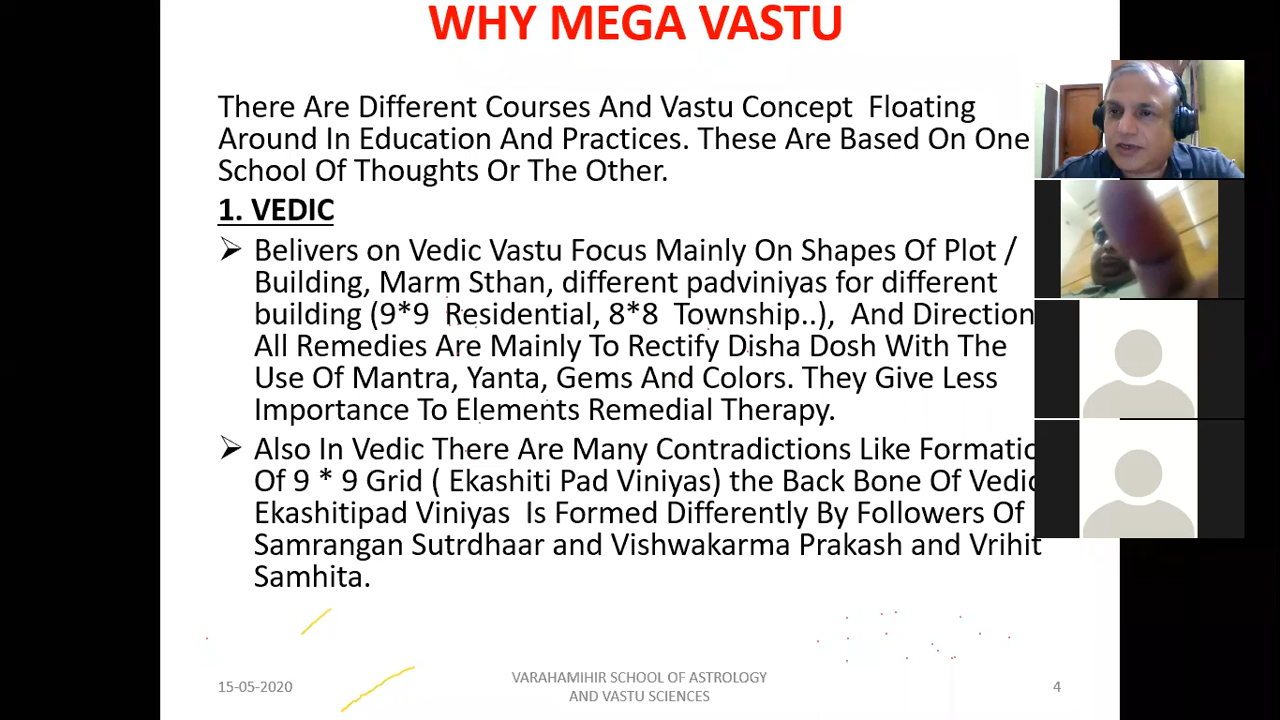 WHY MEGA VASTU
There Are Different Courses And Vastu Concept Floating
Around In Education And Practices. These Are Based On One
School Of Thoughts Or The Other.
1. VEDIC
Belivers on Vedic Vastu Focus Mainly On Shapes Of Plot /
Building, Marm Sthan, different padviniyas for different
building (9*9 Residential, 8*8 Township..), And Direction
All Remedies Are Mainly To Rectify Disha Dosh With The
Use Of Mantra, Yanta, Gems And Colors. They Give Less
Importance To Elements Remedial Therapy.
Also In Vedic There Are Many Contradictions Like Formatio
Of 9 * 9 Grid ( Ekashiti Pad Viniyas) the Back Bone Of Vedic
Ekashitipad Viniyas Is Formed Differently By Followers Of
Samrangan Sutrdhaar and Vishwakarma Prakash and Vrihit
Samhita.
15-05-2020
VARAHAMIHIR SCHOOL OF ASTROLOGY
AND VASTU SCIENCES
4